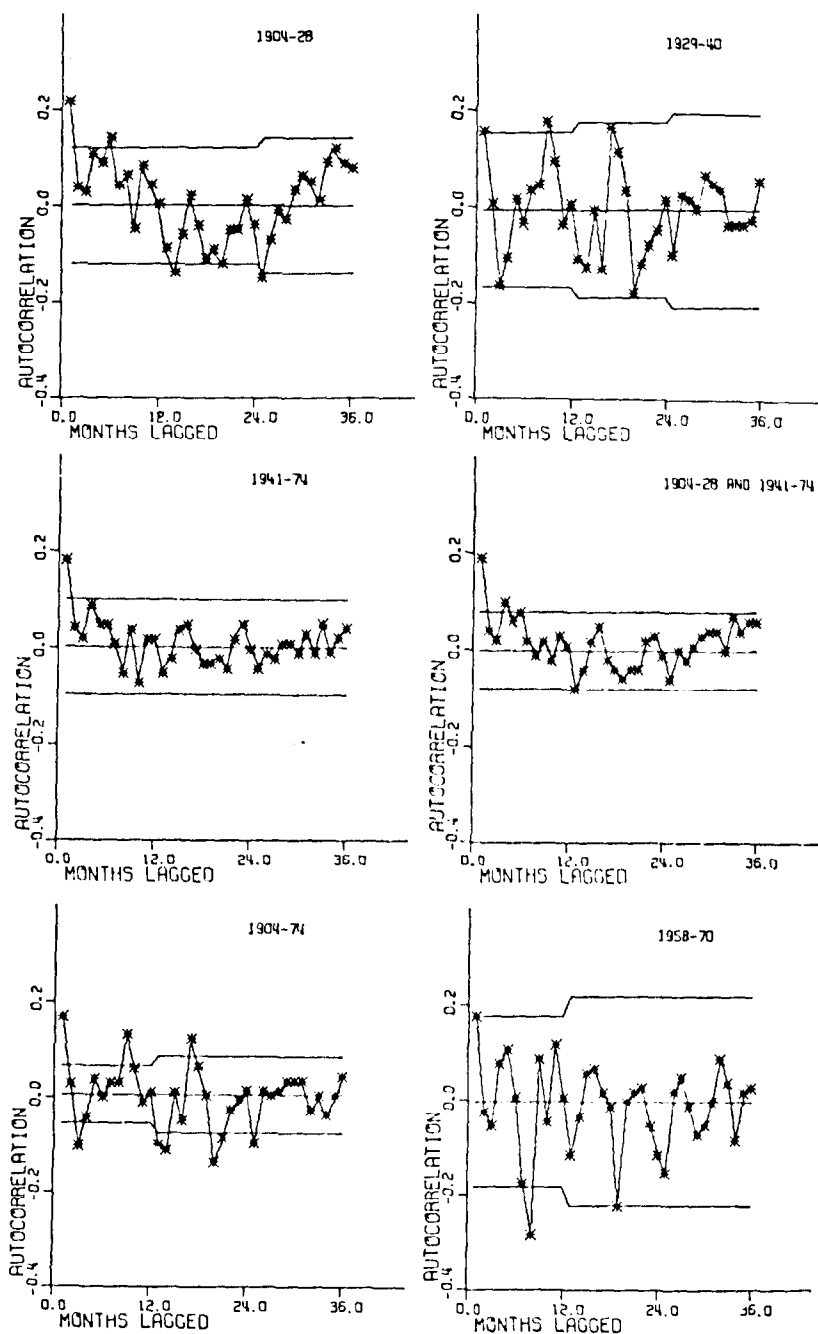 1904-28
AUTOCORRELATION
0.2
0.0
-0.2
-0.4
0.0 12.0 24.0 36.0
MONTHS LAGGED
1929-40
AUTOCORRELATION
0.2
0.0
-0.2
-0.4
0.0 12.0 24.0 36.0
MONTHS LAGGED
1941-74
AUTOCORRELATION
0.2
0.0
-0.2
-0.4
0.0 12.0 24.0 36.0
MONTHS LAGGED
1904-28 AND 1941-74
AUTOCORRELATION
0.2
0.0
-0.2
-0.4
0.0 12.0 24.0 36.0
MONTHS LAGGED
1904-74
AUTOCORRELATION
0.2
0.0
-0.2
-0.4
0.0 12.0 24.0 36.0
MONTHS LAGGED
1958-70
AUTOCORRELATION
0.2
0.0
-0.2
-0.4
0.0 12.0 24.0 36.0
MONTHS LAGGED